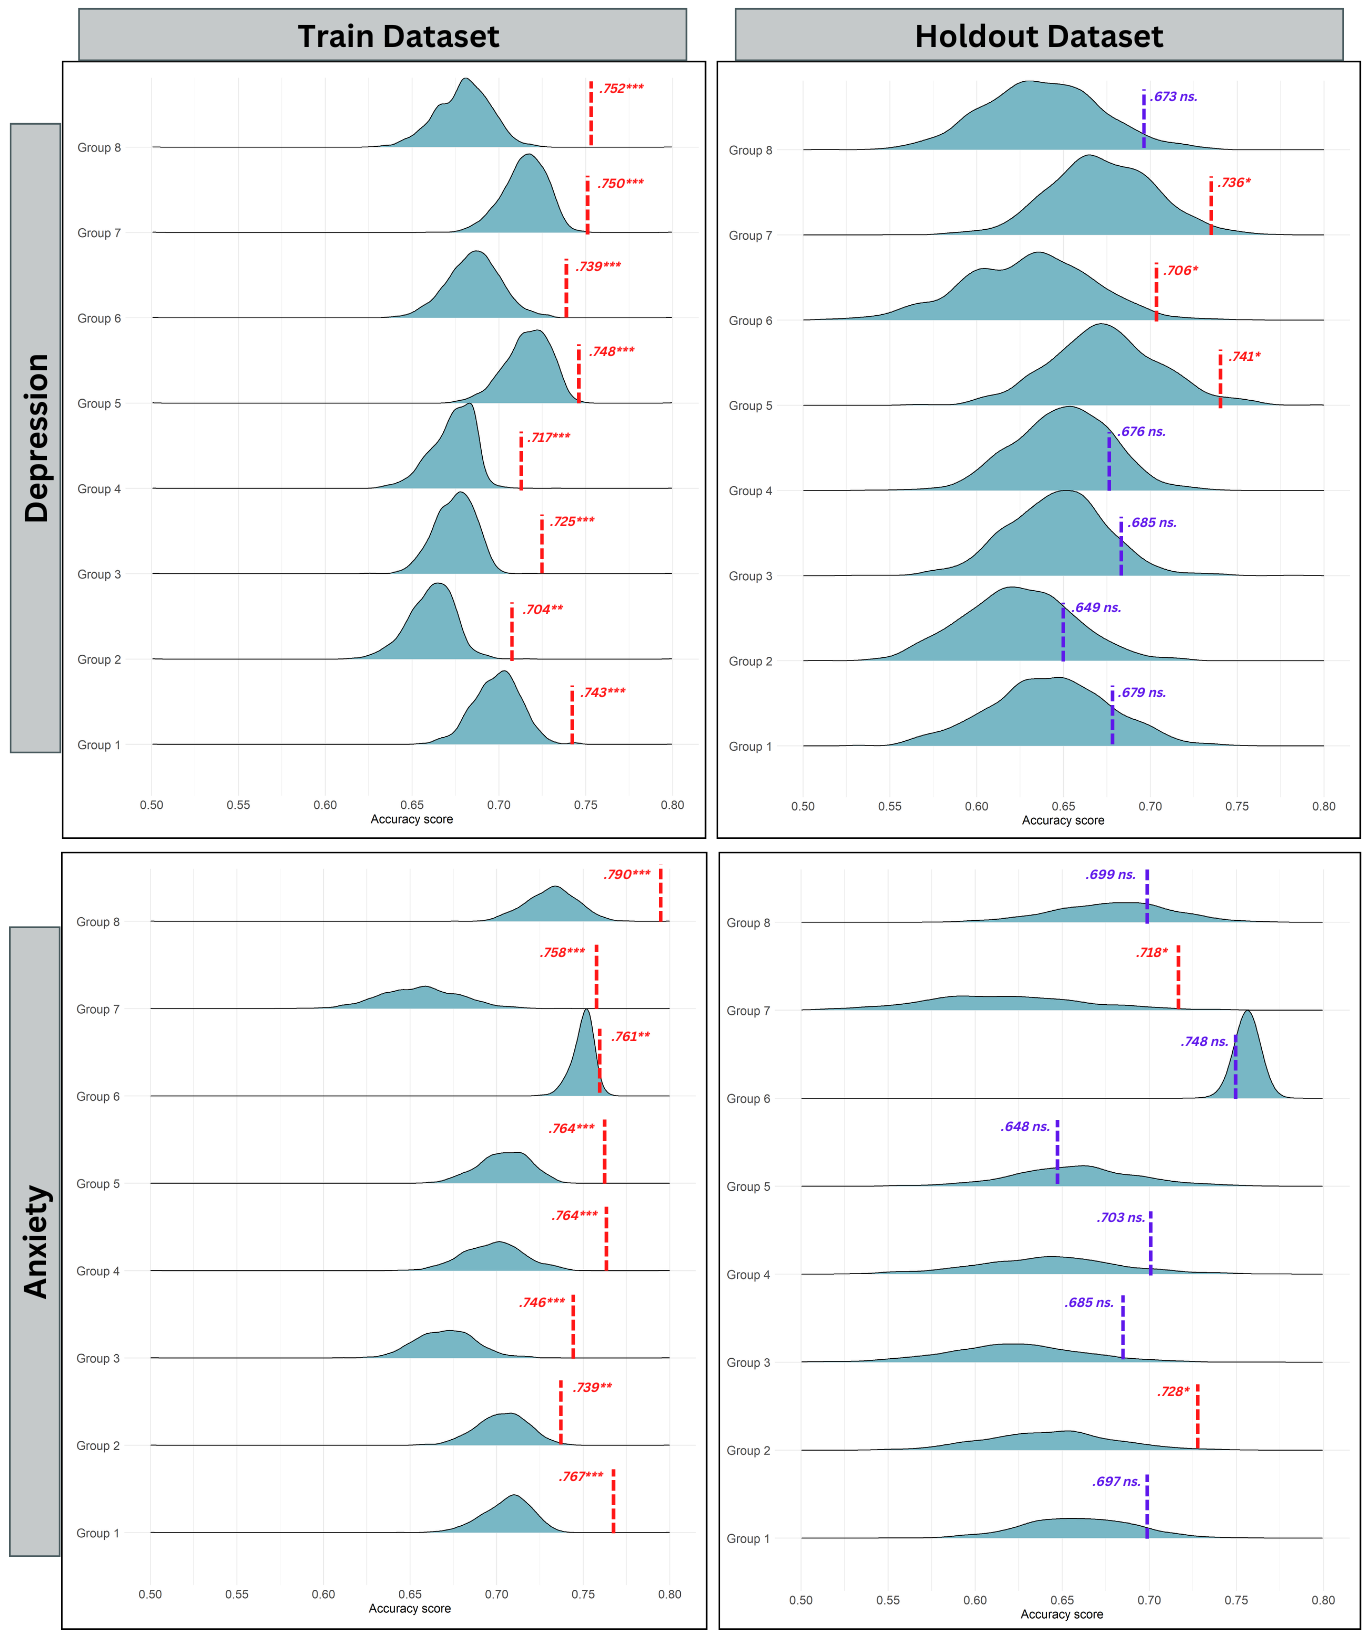 Train Dataset
Holdout Dataset
Depression
Group 8
.752***
Group 7
.750***
Group 6
.739***
Group 5
.748***
Group 4
.717***
Group 3
.725***
Group 2
.704**
Group 1
.743***
0.50 0.55 0.60 0.65 0.70 0.75 0.80
Accuracy score
Group 8
.673 ns.
Group 7
.736*
Group 6
.706*
Group 5
.741*
Group 4
.676 ns.
Group 3
.685 ns.
Group 2
.649 ns.
Group 1
.679 ns.
0.50 0.55 0.60 0.65 0.70 0.75 0.80
Accuracy score
Anxiety
Group 8
.790***
Group 7
.758***
Group 6
.761**
Group 5
.764***
Group 4
.764***
Group 3
.746***
Group 2
.739**
Group 1
.767***
0.50 0.55 0.60 0.65 0.70 0.75 0.80
Accuracy score
Group 8
.699 ns.
Group 7
.718*
Group 6
.748 ns.
Group 5
.648 ns.
Group 4
.703 ns.
Group 3
.685 ns.
Group 2
.728*
Group 1
.697 ns.
0.50 0.55 0.60 0.65 0.70 0.75 0.80
Accuracy score